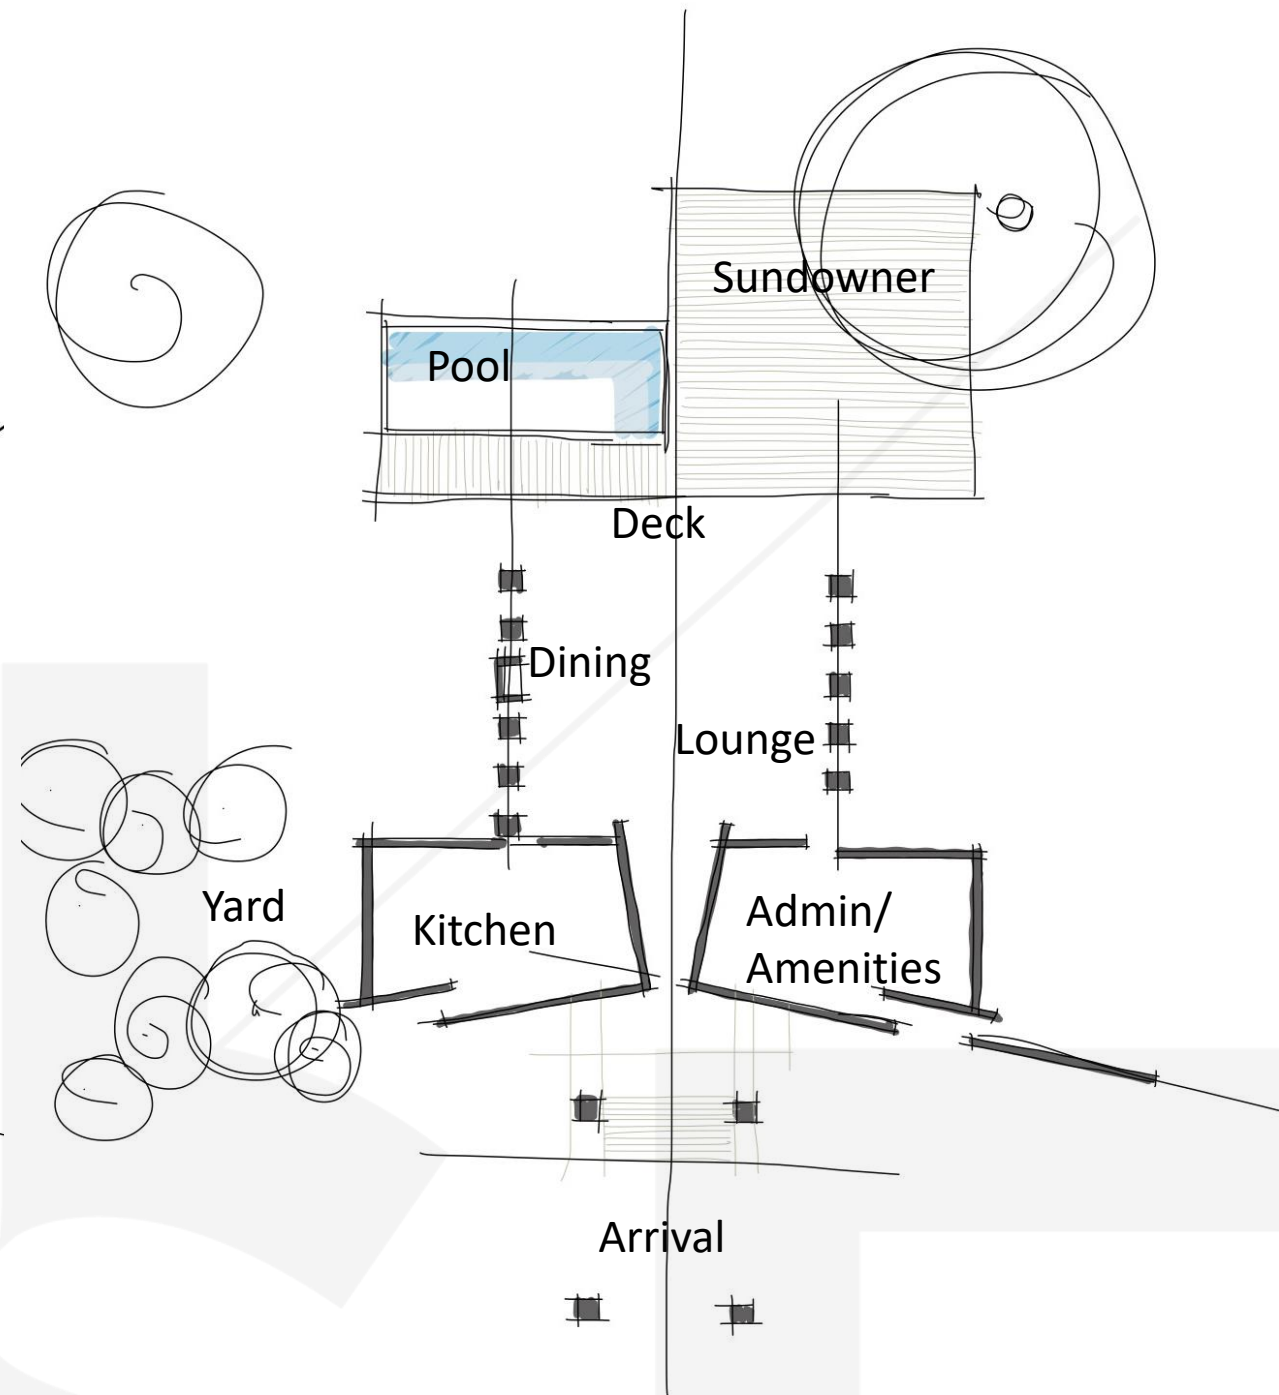 Sundowner
Pool
Deck
Dining
Lounge
Yard
Kitchen
Admin/
Amenities
Arrival